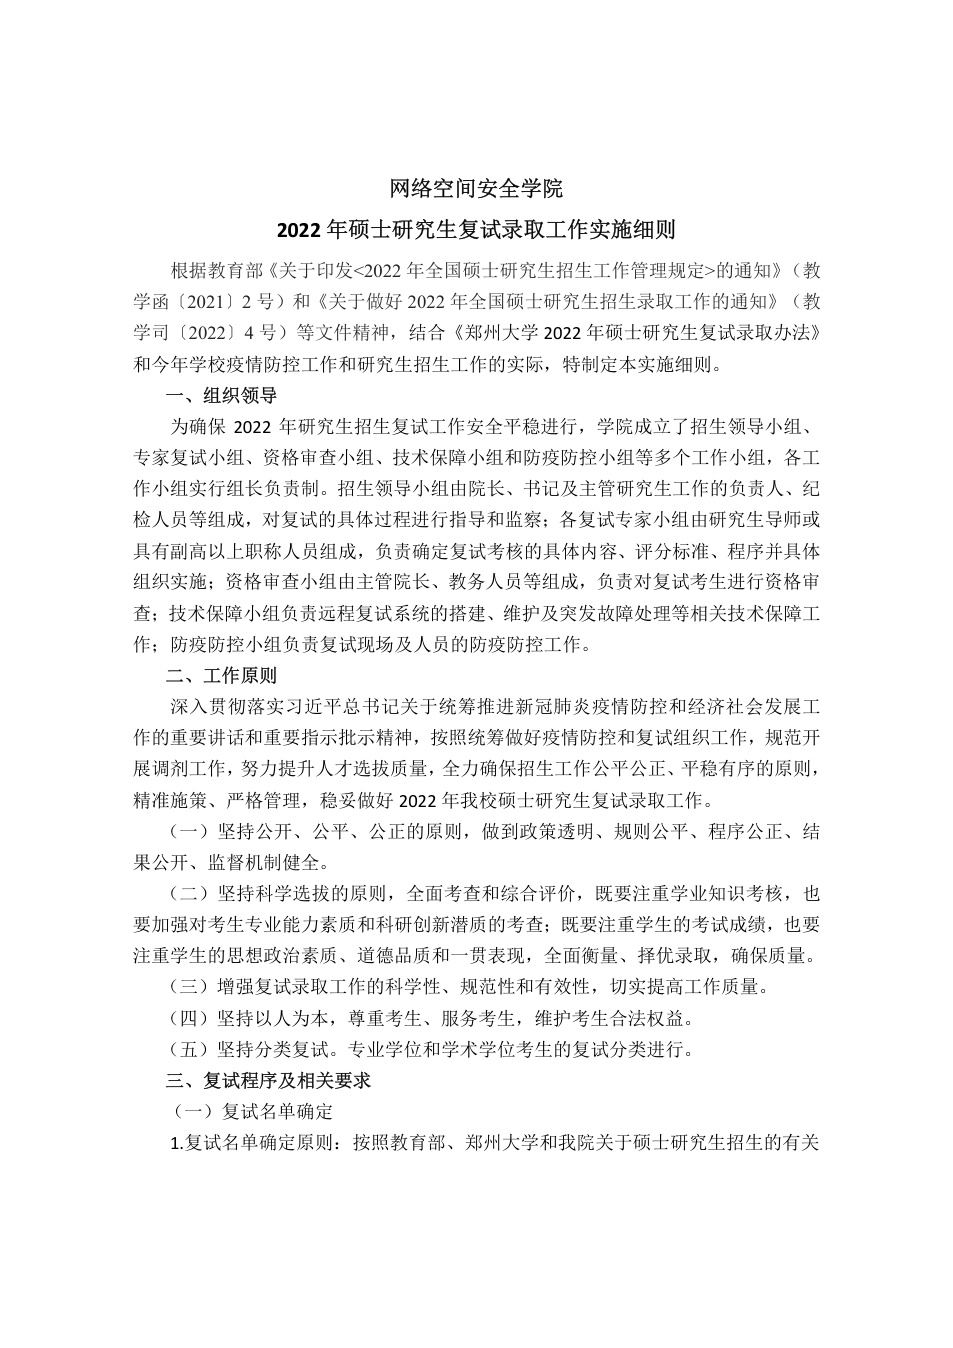 网络空间安全学院
2022 年硕士研究生复试录取工作实施细则
根据教育部《关于印发<2022 年全国硕士研究生招生工作管理规定>的通知》（教
学函〔2021〕2 号）和《关于做好 2022 年全国硕士研究生招生录取工作的通知》（教
学司〔2022〕4 号）等文件精神，结合《郑州大学 2022 年硕士研究生复试录取办法》
和今年学校疫情防控工作和研究生招生工作的实际，特制定本实施细则。
一、组织领导
为确保 2022 年研究生招生复试工作安全平稳进行，学院成立了招生领导小组、
专家复试小组、资格审查小组、技术保障小组和防疫防控小组等多个工作小组，各工
作小组实行组长负责制。招生领导小组由院长、书记及主管研究生工作的负责人、纪
检人员等组成，对复试的具体过程进行指导和监察；各复试专家小组由研究生导师或
具有副高以上职称人员组成，负责确定复试考核的具体内容、评分标准、程序并具体
组织实施；资格审查小组由主管院长、教务人员等组成，负责对复试考生进行资格审
查；技术保障小组负责远程复试系统的搭建、维护及突发故障处理等相关技术保障工
作；防疫防控小组负责复试现场及人员的防疫防控工作。
二、工作原则
深入贯彻落实习近平总书记关于统筹推进新冠肺炎疫情防控和经济社会发展工
作的重要讲话和重要指示批示精神，按照统筹做好疫情防控和复试组织工作，规范开
展调剂工作，努力提升人才选拔质量，全力确保招生工作公平公正、平稳有序的原则，
精准施策、严格管理，稳妥做好 2022 年我校硕士研究生复试录取工作。
（一）坚持公开、公平、公正的原则，做到政策透明、规则公平、程序公正、结
果公开、监督机制健全。
（二）坚持科学选拔的原则，全面考查和综合评价，既要注重学业知识考核，也
要加强对考生专业能力素质和科研创新潜质的考查；既要注重学生的考试成绩，也要
注重学生的思想政治素质、道德品质和一贯表现，全面衡量、择优录取，确保质量。
（三）增强复试录取工作的科学性、规范性和有效性，切实提高工作质量。
（四）坚持以人为本，尊重考生、服务考生，维护考生合法权益。
（五）坚持分类复试。专业学位和学术学位考生的复试分类进行。
三、复试程序及相关要求
（一）复试名单确定
1.复试名单确定原则：按照教育部、郑州大学和我院关于硕士研究生招生的有关